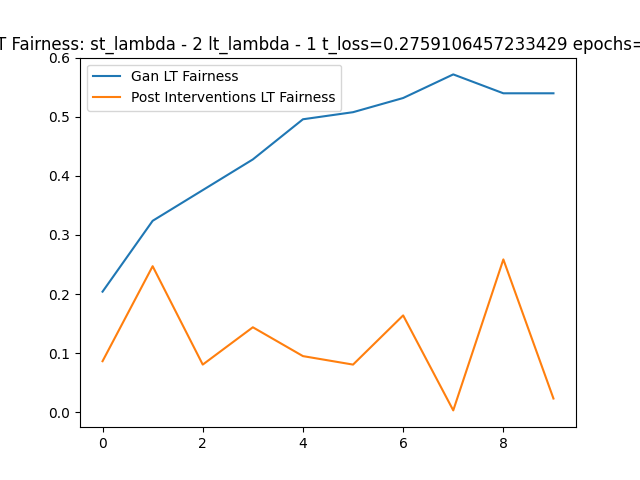 T Fairness: st_lambda - 2 lt_lambda - 1 t_loss=0.2759106457233429 epochs=
Gan LT Fairness
Post Interventions LT Fairness
0.6
0.5
0.4
0.3
0.2
0.1
0.0
0 2 4 6 8